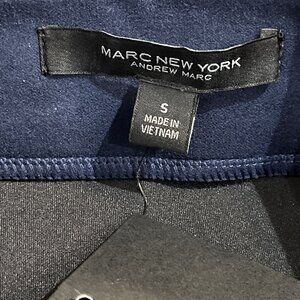 MARC NEW YORK
ANDREW MARC
S
MADE IN
VIETNAM